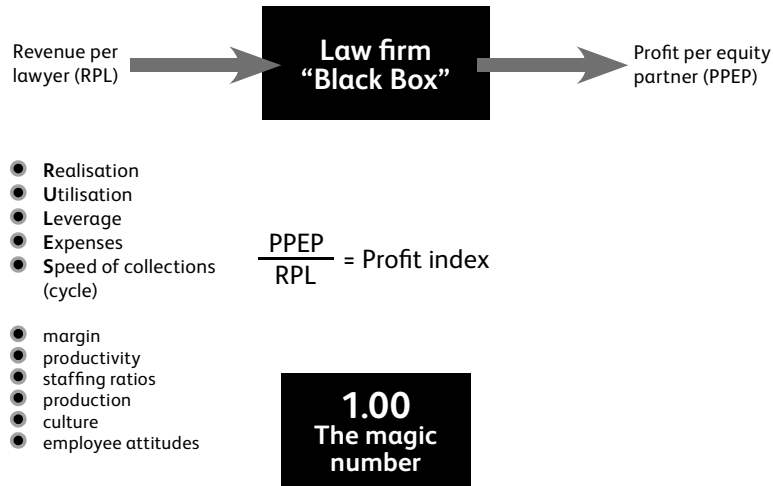 Revenue per
lawyer (RPL)
Law firm
“Black Box”
Profit per equity
partner (PPEP)
Realisation
Utilisation
Leverage
Expenses
Speed of collections
(cycle)
PPEP
RPL
= Profit index
margin
productivity
staffing ratios
production
culture
employee attitudes
1.00
The magic
number